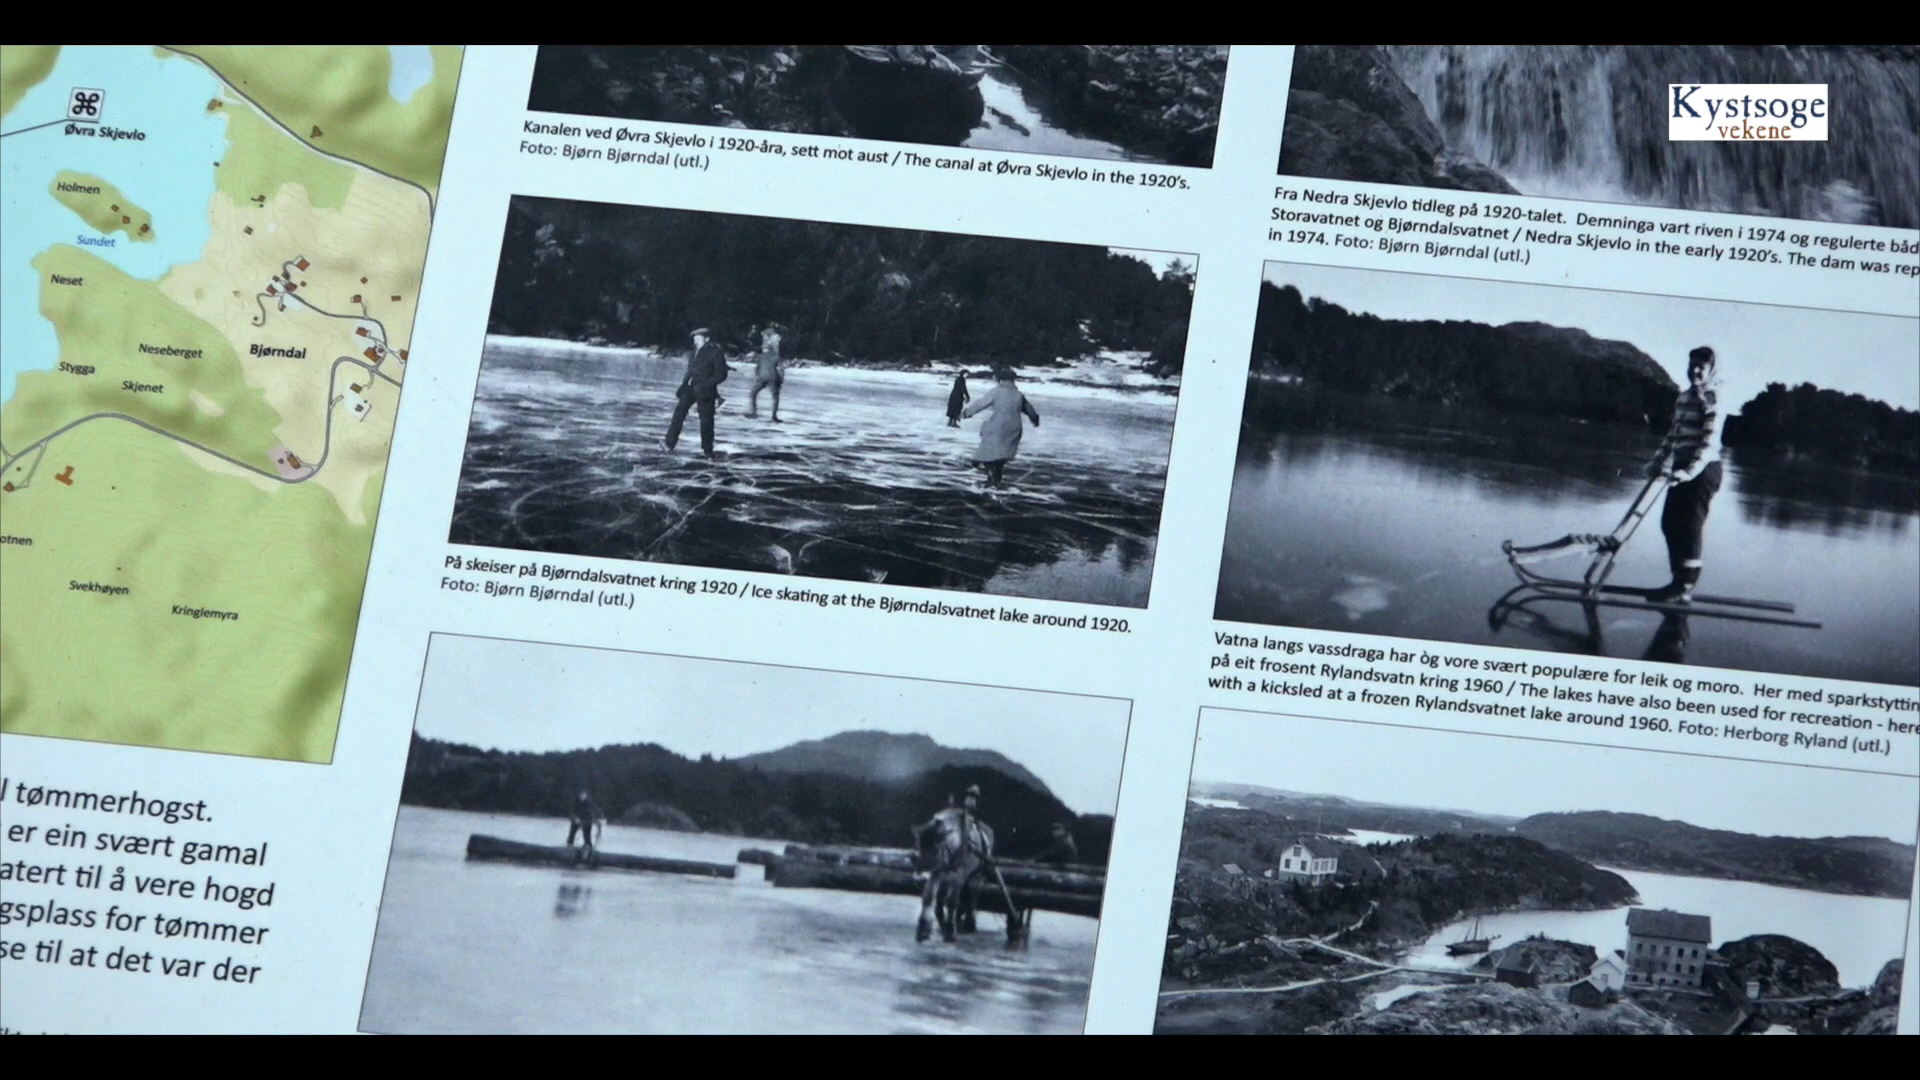 Kystsoge
vekene
Øvra Skjevlo
Holmen
Sundet
Neset
Neseberget
Bjørndal
Stygga
Skjenet
otnen
Svekhøyen
Kringlemyra
l tømmerhogst.
er ein svært gamal
atert til å vere hogd
gsplass for tømmer
se til at det var der
Kanalen ved Øvra Skjevlo i 1920-åra, sett mot aust / The canal at Øvra Skjevlo in the 1920's.
Foto: Bjørn Bjørndal (utl.)
På skeiser på Bjørndalsvatnet kring 1920 / Ice skating at the Bjørndalsvatnet lake around 1920.
Foto: Bjørn Bjørndal (utl.)
Fra Nedra Skjevlo tidleg på 1920-talet. Demninga vart riven i 1974 og regulerte båd
Storavatnet og Bjørndalsvatnet / Nedra Skjevlo in the early 1920's. The dam was rep
in 1974. Foto: Bjørn Bjørndal (utl.)
Vatna langs vassdraga har òg vore svært populære for leik og moro. Her med sparkstyttin
på eit frosent Rylandsvatn kring 1960 / The lakes have also been used for recreation - here
with a kicksled at a frozen Rylandsvatnet lake around 1960. Foto: Herborg Ryland (utl.)